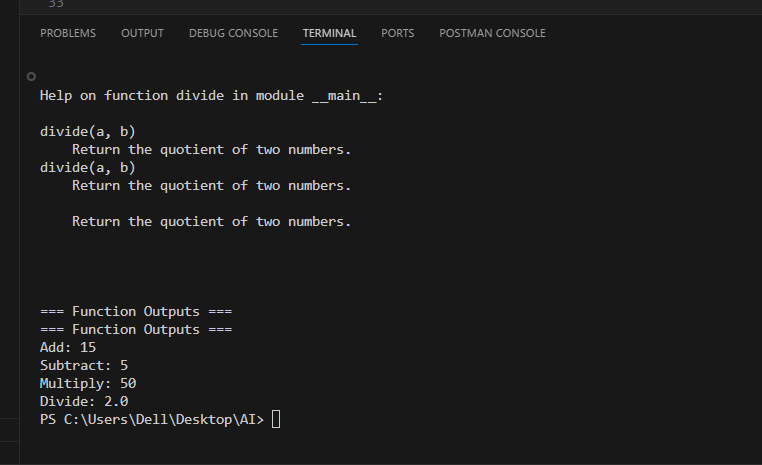 33
PROBLEMS OUTPUT DEBUG CONSOLE TERMINAL PORTS POSTMAN CONSOLE
Help on function divide in module __main__:
divide(a, b)
Return the quotient of two numbers.
divide(a, b)
Return the quotient of two numbers.
Return the quotient of two numbers.
=== Function Outputs ===
=== Function Outputs ===
Add: 15
Subtract: 5
Multiply: 50
Divide: 2.0
PS C:\Users\Dell\Desktop\AI>